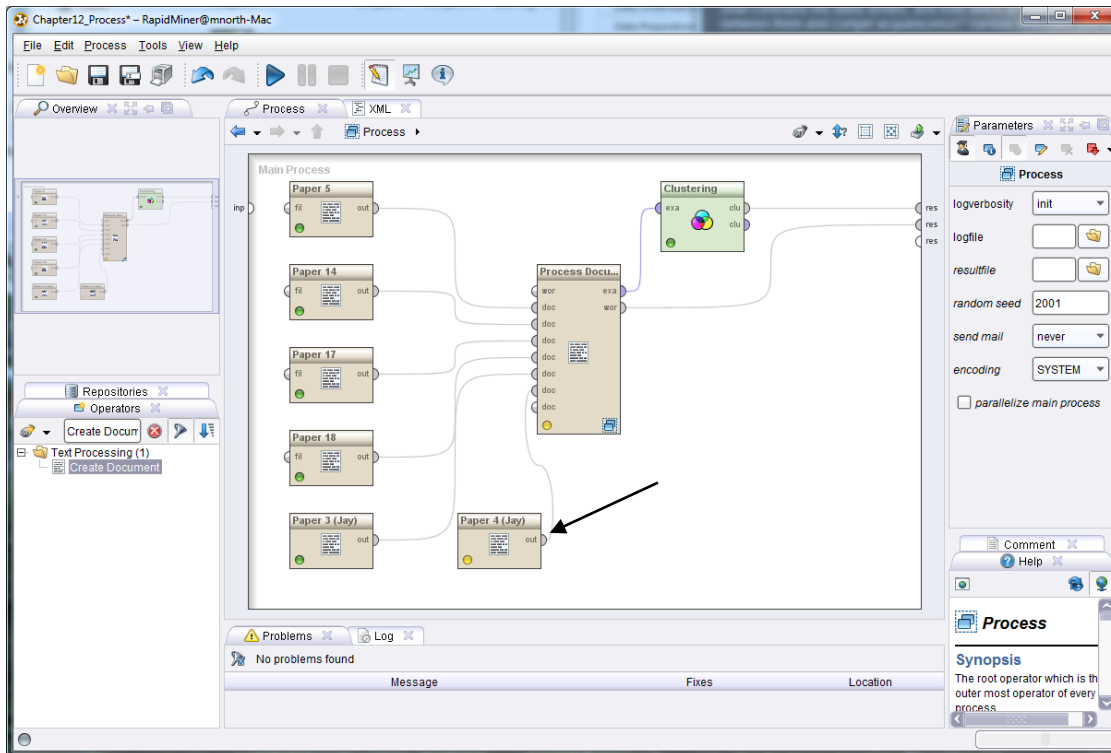 Chapter12_Process* – RapidMiner@mnorth-Mac
File Edit Process Tools View Help
Overview
Process
XML
Process
Parameters
Process
logverbosity init
logfile
resultfile
random seed 2001
send mail never
encoding SYSTEM
parallelize main process
Main Process
inp
Paper 5
fil out
Paper 14
fil out
Paper 17
fil out
Paper 18
fil out
Paper 3 (Jay)
out
Paper 4 (Jay)
out
Process Docu...
wor exa
doc wor
doc
doc
doc
doc
doc
doc
Clustering
exa clu
clu
res
res
res
Repositories
Operators
Create Docum
Text Processing (1)
Create Document
Problems
Log
No problems found
Message Fixes Location
Comment
Help
Process
Synopsis
The root operator which is th
outer most operator of every
process